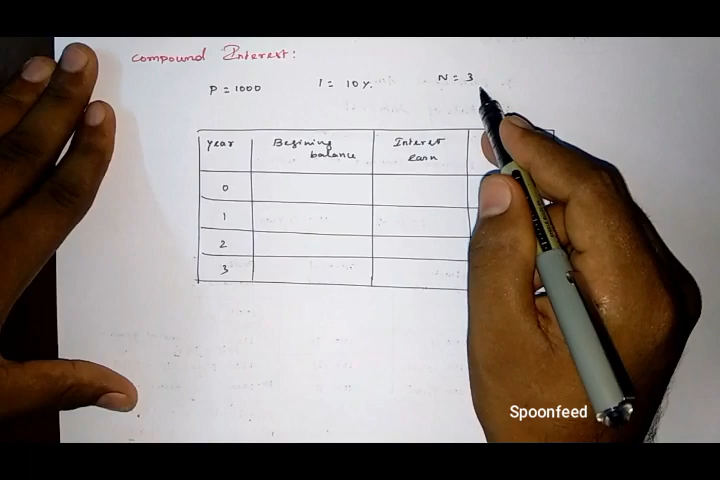 Compound Interest:
P = 1000 I = 10 %. N = 3
Year Begining balance Interest earn
0
1
2
3
Spoonfeed